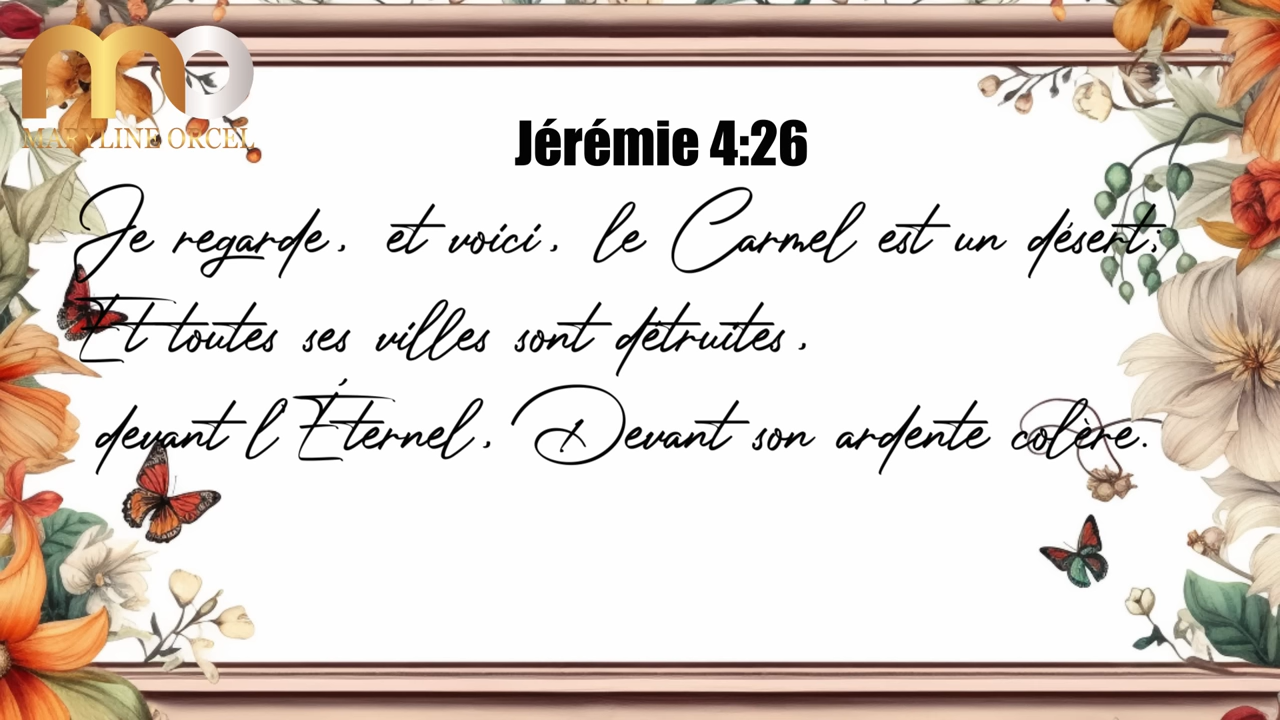 MARYLINE ORCEL
Jérémie 4:26
Je regarde, et voici, le Carmel est un désert;
Et toutes ses villes sont détruites,
devant l'Éternel, Devant son ardente colère.